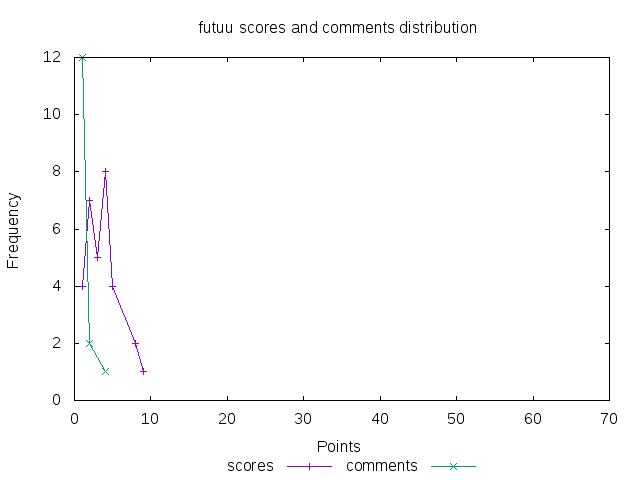 futuu scores and comments distribution
12
10
8
6
4
2
0
Frequency
0 10 20 30 40 50 60 70
Points
scores comments